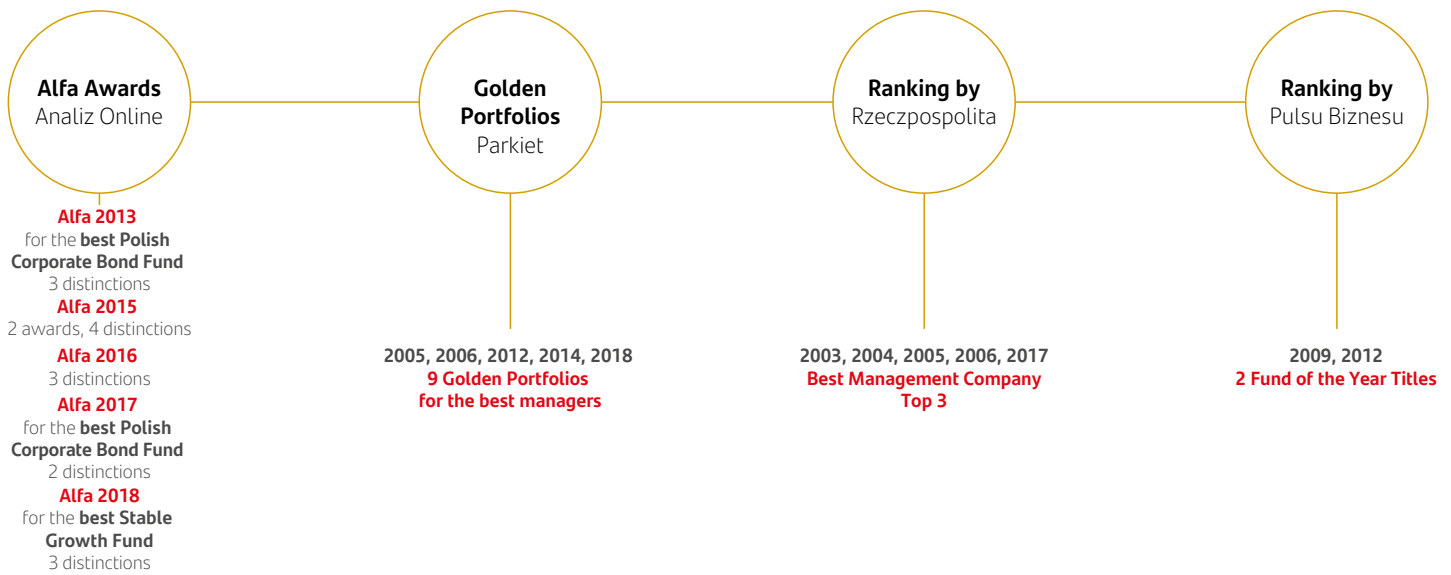 Alfa Awards
Analiz Online
Alfa 2013
for the best Polish
Corporate Bond Fund
3 distinctions
Alfa 2015
2 awards, 4 distinctions
Alfa 2016
3 distinctions
Alfa 2017
for the best Polish
Corporate Bond Fund
2 distinctions
Alfa 2018
for the best Stable
Growth Fund
3 distinctions
Golden
Portfolios
Parkiet
2005, 2006, 2012, 2014, 2018
9 Golden Portfolios
for the best managers
Ranking by
Rzeczpospolita
2003, 2004, 2005, 2006, 2017
Best Management Company
Top 3
Ranking by
Pulsu Biznesu
2009, 2012
2 Fund of the Year Titles